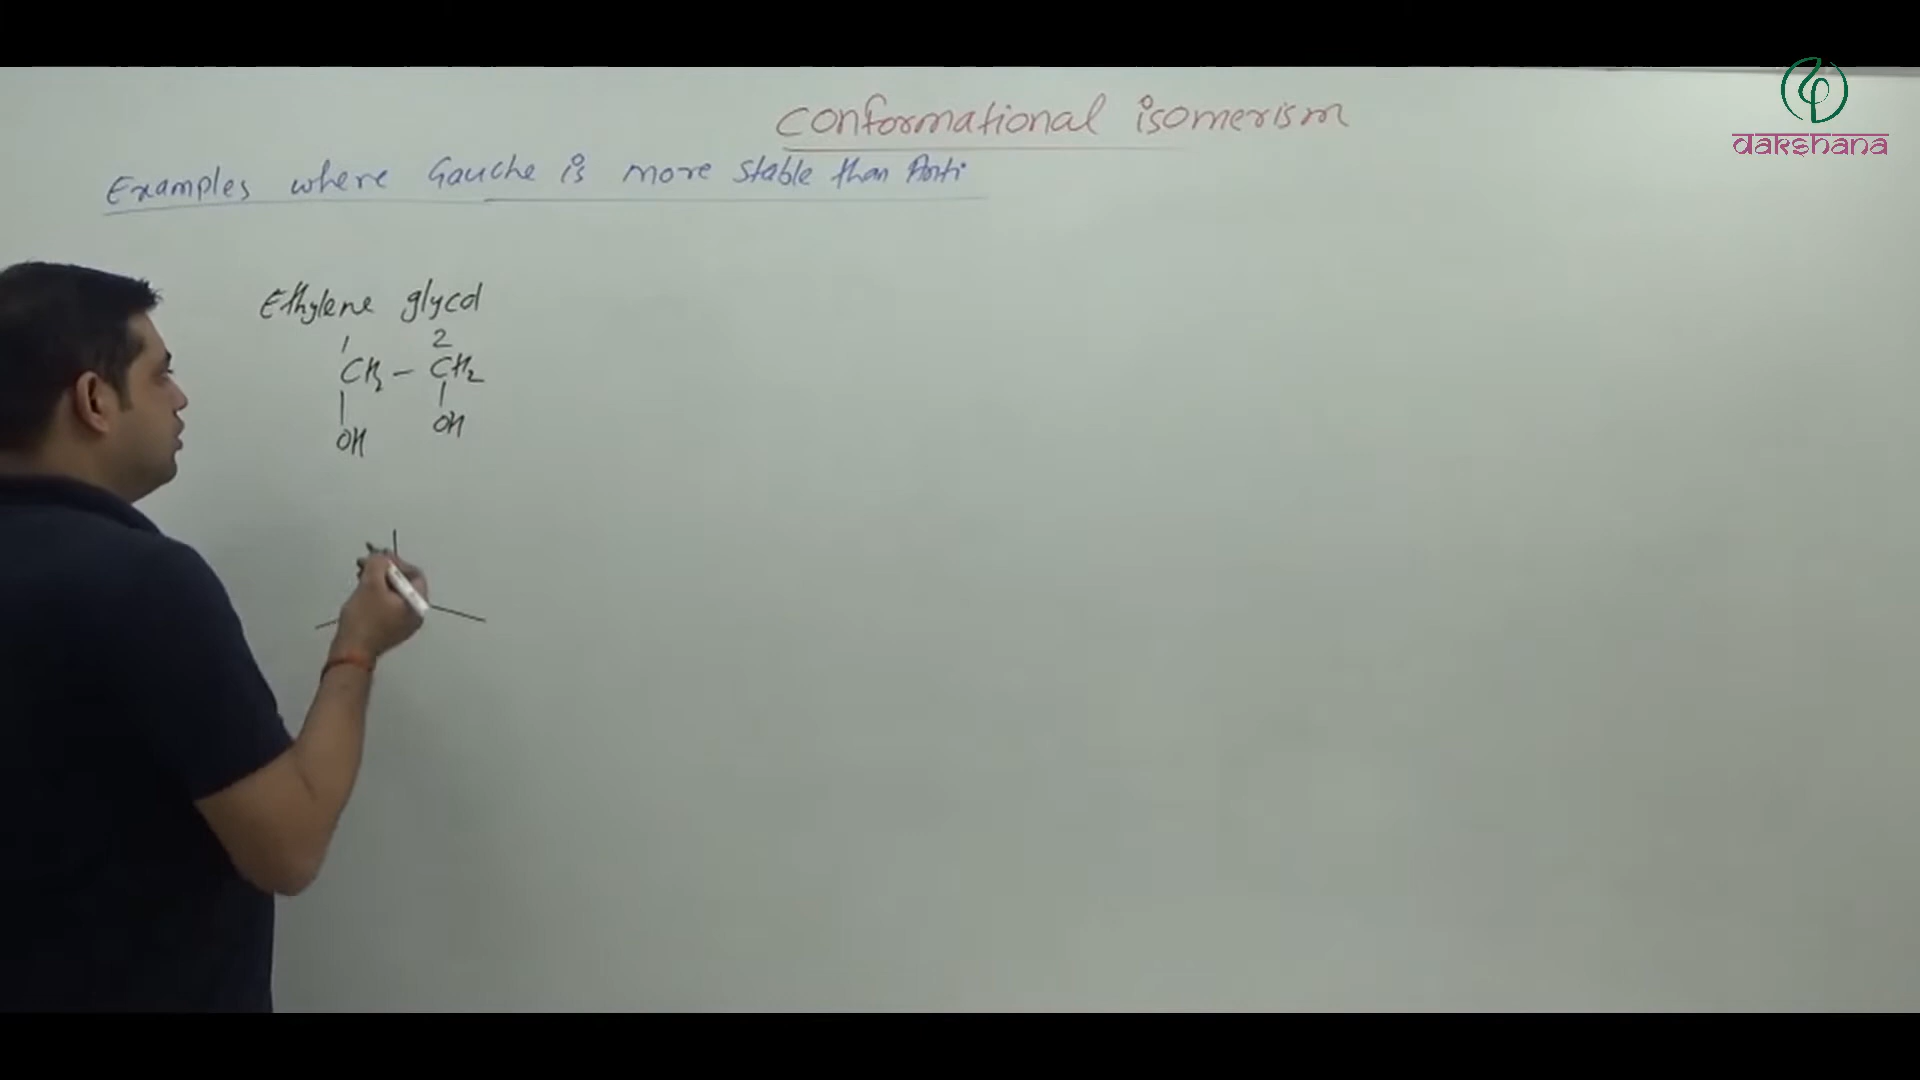 Conformational isomerism
dakshana
Examples where Gauche is more stable than Anti
Ethylene glycol
1 2
CH2 - CH2
OH OH